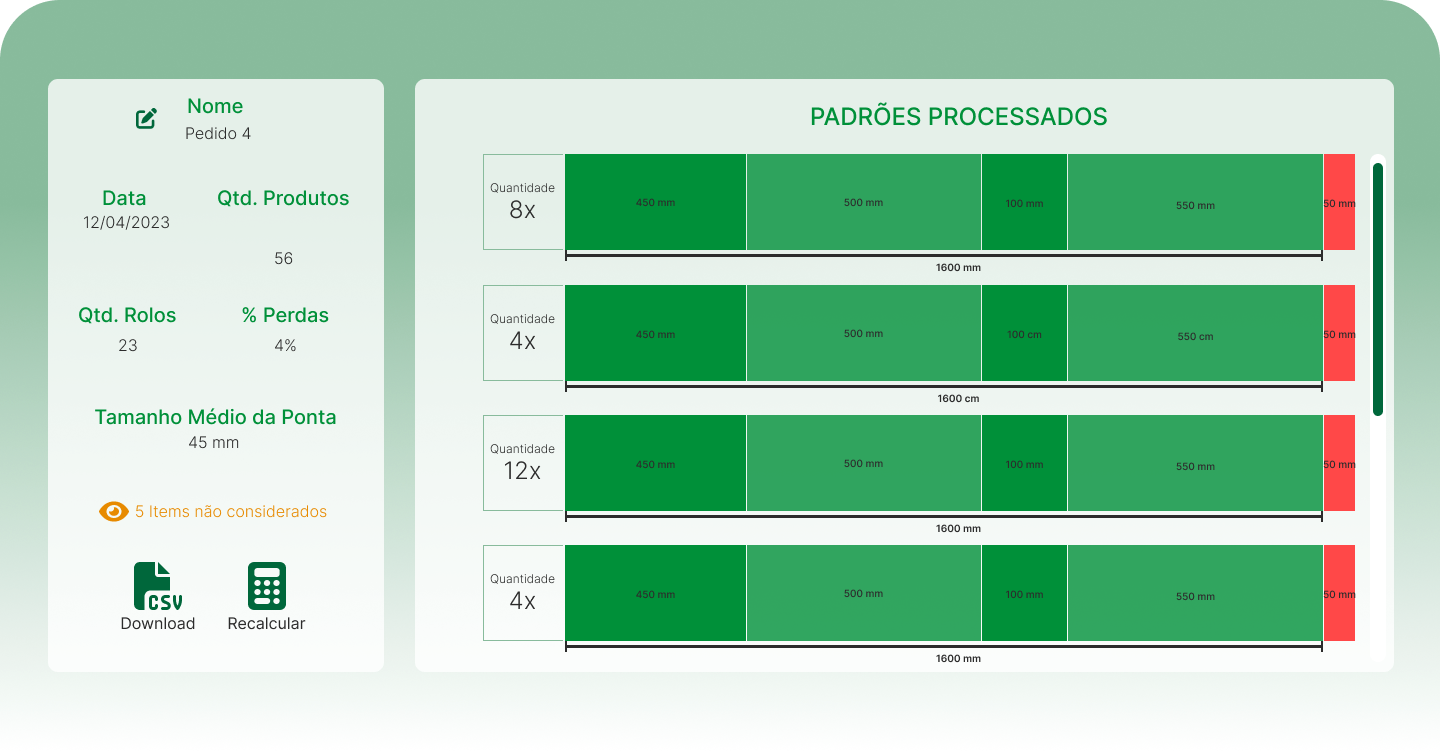 Nome
Pedido 4
Data
12/04/2023
Qtd. Produtos
56
Qtd. Rolos
23
% Perdas
4%
Tamanho Médio da Ponta
45 mm
5 Items não considerados
CSV
Download
Recalcular
PADRÕES PROCESSADOS
Quantidade
8x
450 mm
500 mm
100 mm
550 mm
50 mm
1600 mm
Quantidade
4x
450 mm
500 mm
100 cm
550 cm
50 mm
1600 cm
Quantidade
12x
450 mm
500 mm
100 mm
550 mm
50 mm
1600 mm
Quantidade
4x
450 mm
500 mm
100 mm
550 mm
50 mm
1600 mm